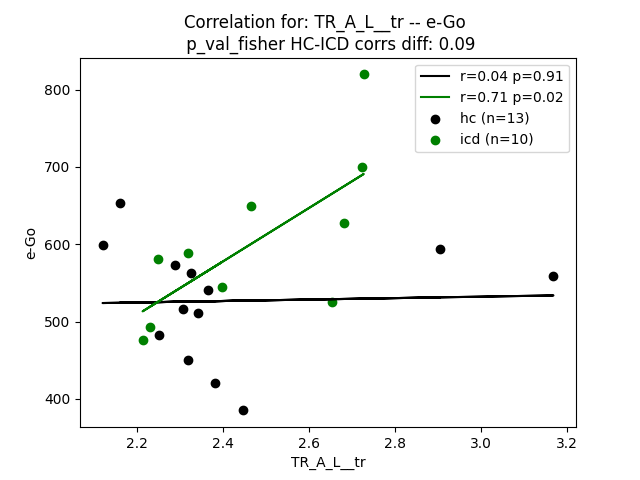 Correlation for: TR_A_L__tr -- e-Go
p_val_fisher HC-ICD corrs diff: 0.09
r=0.04 p=0.91
r=0.71 p=0.02
hc (n=13)
icd (n=10)
800
700
600
500
400
e-Go
2.2 2.4 2.6 2.8 3.0 3.2
TR_A_L__tr